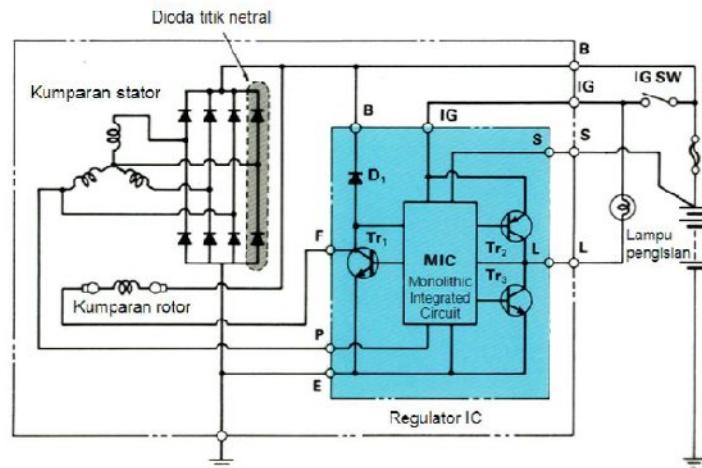 Dioda titik netral
Kumparan stator
B
IG
IG SW
B
IG
S
S
D₁
F
Tr₁
MIC
Monolithic
Integrated
Circuit
Tr₂
Tr₃
L
L
Lampu
pengisian
Kumparan rotor
P
E
Regulator IC